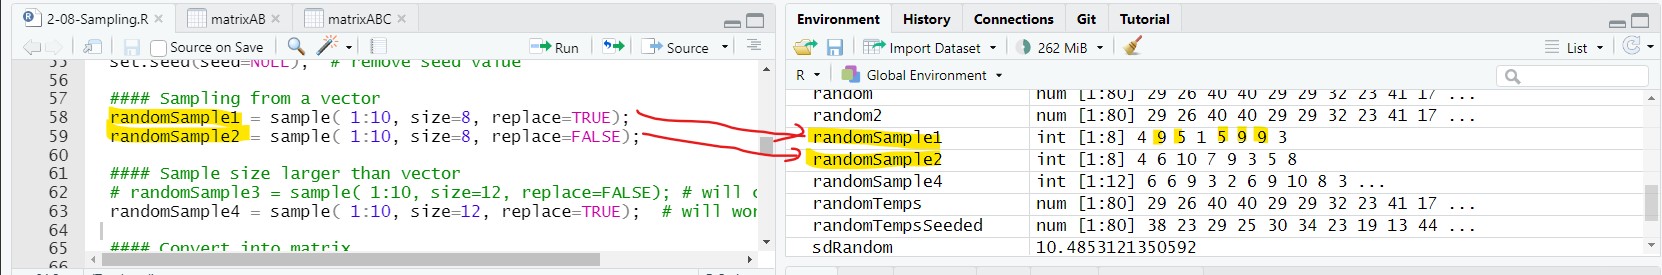 2-08-Sampling.R
matrixAB
matrixABC
Source on Save
Run
Source
55 set.seed(seed=NULL); # remove seed value
56
57 #### Sampling from a vector
58 randomSample1 = sample( 1:10, size=8, replace=TRUE);
59 randomSample2 = sample( 1:10, size=8, replace=FALSE);
60
61 #### Sample size larger than vector
62 # randomSample3 = sample( 1:10, size=12, replace=FALSE); # will c
63 randomSample4 = sample( 1:10, size=12, replace=TRUE); # will wor
64
65 #### Convert into matrix
66
Environment History Connections Git Tutorial
Import Dataset 262 MiB List
R Global Environment
random num [1:80] 29 26 40 40 29 29 32 23 41 17 ...
random2 num [1:80] 29 26 40 40 29 29 32 23 41 17 ...
randomSample1 int [1:8] 4 9 5 1 5 9 9 3
randomSample2 int [1:8] 4 6 10 7 9 3 5 8
randomSample4 int [1:12] 6 6 9 3 2 6 9 10 8 3 ...
randomTemps num [1:80] 29 26 40 40 29 29 32 23 41 17 ...
randomTempsSeeded num [1:80] 38 23 29 25 30 34 23 19 13 44 ...
sdRandom 10.4853121350592